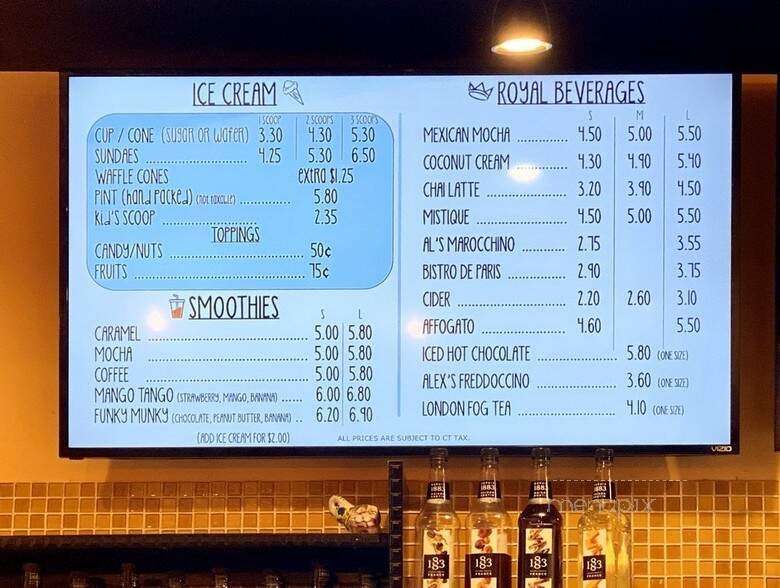 ICE CREAM
1 SCOOP 2 SCOOPS 3 SCOOPS
CUP / CONE (SUGAR OR WAFER) 3.30 4.30 5.30
SUNDAES .................... 4.25 5.30 6.50
WAFFLE CONES extra $1.25
PINT (hand packed) (not taxable) ............... 5.80
KID'S SCOOP .................... 2.35
TOPPINGS
CANDY/NUTS .......................... 50¢
FRUITS ................................ 75¢
SMOOTHIES
S L
CARAMEL .............................. 5.00 5.80
MOCHA .............................. 5.00 5.80
COFFEE .............................. 5.00 5.80
MANGO TANGO (STRAWBERRY, MANGO, BANANA) ...... 6.00 6.80
FUNKY MUNKY (CHOCOLATE, PEANUT BUTTER, BANANA) .. 6.20 6.90
(ADD ICE CREAM FOR $2.00)
ROYAL BEVERAGES
S M L
MEXICAN MOCHA ............ 4.50 5.00 5.50
COCONUT CREAM ............ 4.30 4.90 5.40
CHAI LATTE .................. 3.20 3.90 4.50
MISTIQUE .................... 4.50 5.00 5.50
AL'S MAROCCHINO ............ 2.75 3.55
BISTRO DE PARIS ............ 2.90 3.75
CIDER ........................ 2.20 2.60 3.10
AFFOGATO .................... 4.60 5.50
ICED HOT CHOCOLATE .................. 5.80 (ONE SIZE)
ALEX'S FREDDOCCINO .................. 3.60 (ONE SIZE)
LONDON FOG TEA ........................ 4.10 (ONE SIZE)
ALL PRICES ARE SUBJECT TO CT TAX.
VIZIO
1883 1883 1883 1883
menupix
1883 1883 1883 1883